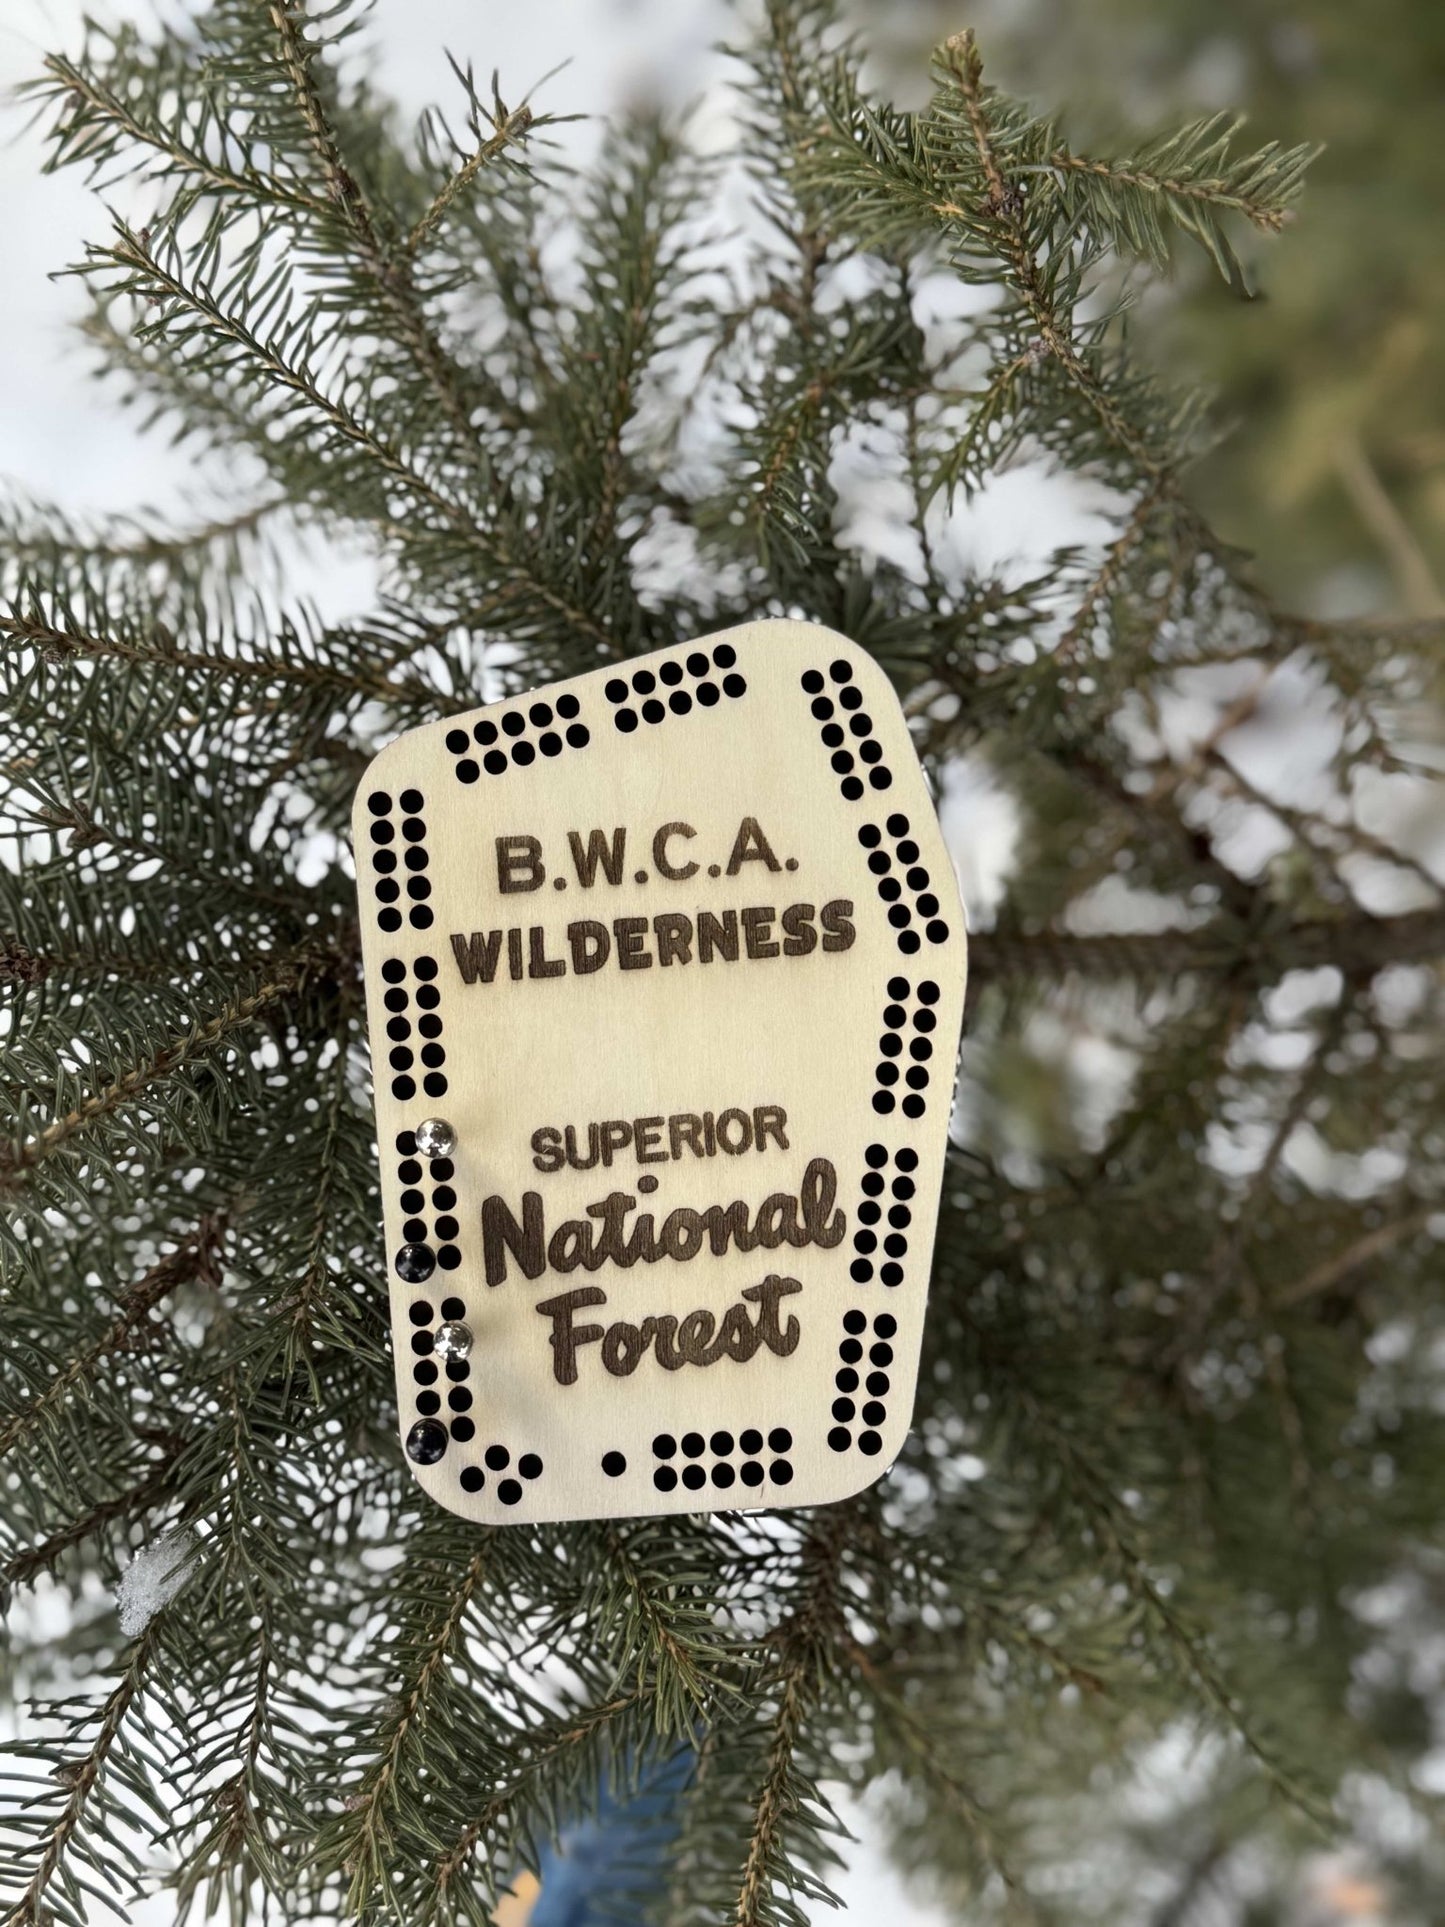 B.W.C.A.
WILDERNESS
SUPERIOR
National
Forest